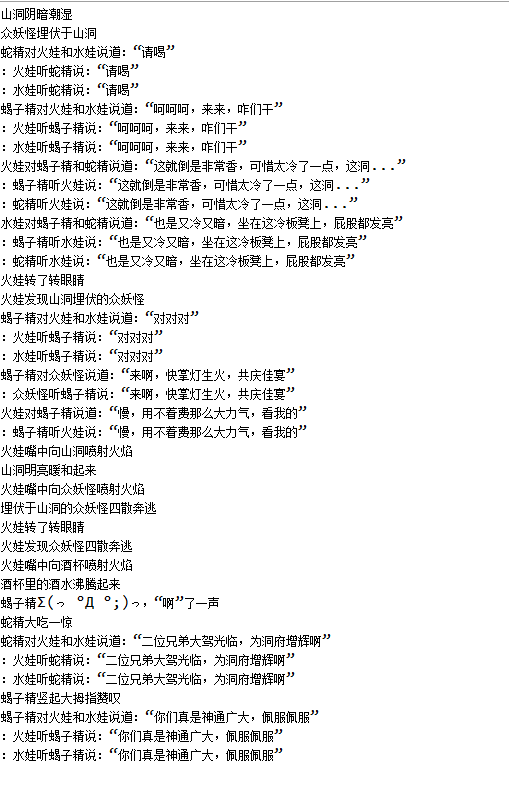 山洞阴暗潮湿
众妖怪埋伏于山洞
蛇精对火娃和水娃说道：“请喝”
：火娃听蛇精说：“请喝”
：水娃听蛇精说：“请喝”
蝎子精对火娃和水娃说道：“呵呵呵，来来，咋们干”
：火娃听蝎子精说：“呵呵呵，来来，咋们干”
：水娃听蝎子精说：“呵呵呵，来来，咋们干”
火娃对蝎子精和蛇精说道：“这就倒是非常香，可惜太冷了一点，这洞...”
：蝎子精听火娃说：“这就倒是非常香，可惜太冷了一点，这洞...”
：蛇精听火娃说：“这就倒是非常香，可惜太冷了一点，这洞...”
水娃对蝎子精和蛇精说道：“也是又冷又暗，坐在这冷板凳上，屁股都发亮”
：蝎子精听水娃说：“也是又冷又暗，坐在这冷板凳上，屁股都发亮”
：蛇精听水娃说：“也是又冷又暗，坐在这冷板凳上，屁股都发亮”
火娃转了转眼睛
火娃发现山洞埋伏的众妖怪
蝎子精对火娃和水娃说道：“对对对”
：火娃听蝎子精说：“对对对”
：水娃听蝎子精说：“对对对”
蝎子精对众妖怪说道：“来啊，快掌灯生火，共庆佳宴”
：众妖怪听蝎子精说：“来啊，快掌灯生火，共庆佳宴”
火娃对蝎子精说道：“慢，用不着费那么大力气，看我的”
：蝎子精听火娃说：“慢，用不着费那么大力气，看我的”
火娃嘴中向山洞喷射火焰
山洞明亮暖和起来
火娃嘴中向众妖怪喷射火焰
埋伏于山洞的众妖怪四散奔逃
火娃转了转眼睛
火娃发现众妖怪四散奔逃
火娃嘴中向酒杯喷射火焰
酒杯里的酒水沸腾起来
蝎子精Σ(っ °Д °;)っ，“啊”了一声
蛇精大吃一惊
蛇精对火娃和水娃说道：“二位兄弟大驾光临，为洞府增辉啊”
：火娃听蛇精说：“二位兄弟大驾光临，为洞府增辉啊”
：水娃听蛇精说：“二位兄弟大驾光临，为洞府增辉啊”
蝎子精竖起大拇指赞叹
蝎子精对火娃和水娃说道：“你们真是神通广大，佩服佩服”
：火娃听蝎子精说：“你们真是神通广大，佩服佩服”
：水娃听蝎子精说：“你们真是神通广大，佩服佩服”